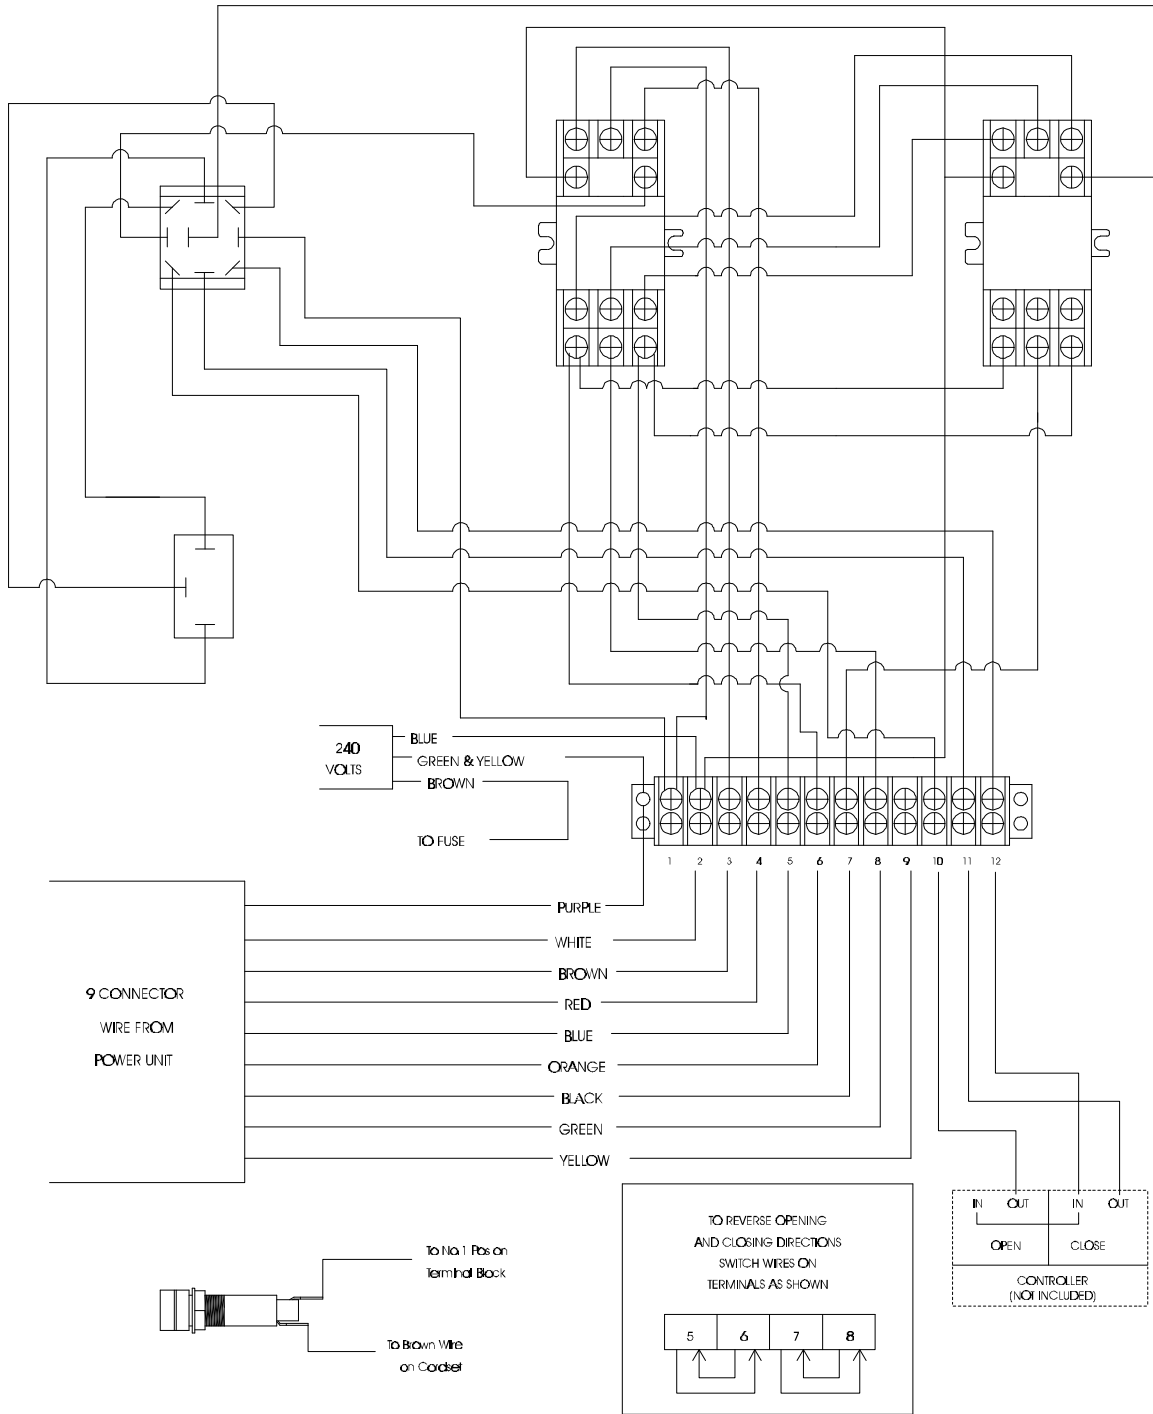 240
VOLTS
BLUE
GREEN & YELLOW
BROWN
TO FUSE
1 2 3 4 5 6 7 8 9 10 11 12
9 CONNECTOR
WIRE FROM
POWER UNIT
PURPLE
WHITE
BROWN
RED
BLUE
ORANGE
BLACK
GREEN
YELLOW
IN OUT IN OUT
OPEN CLOSE
CONTROLLER
(NOT INCLUDED)
TO REVERSE OPENING
AND CLOSING DIRECTIONS
SWITCH WIRES ON
TERMINALS AS SHOWN
5 6 7 8
To No. 1 Pos on
Terminal Block
To Brown Wire
on Cordset